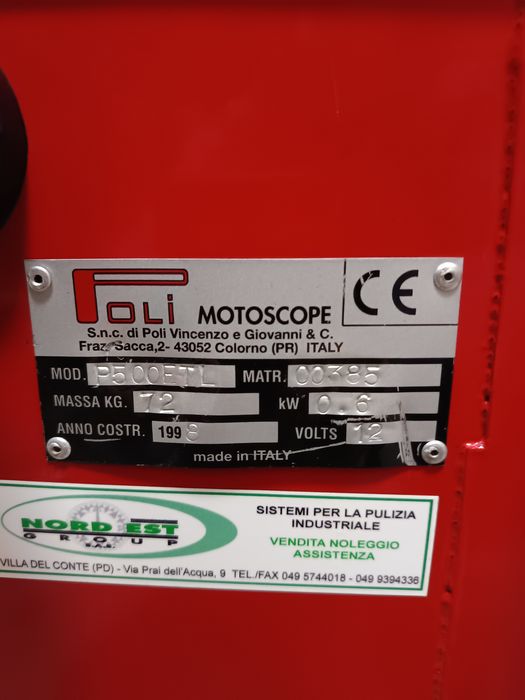 POLI MOTOSCOPE CE
S.n.c. di Poli Vincenzo e Giovanni & C.
Fraz. Sacca,2- 43052 Colorno (PR) ITALY
MOD. P500ETL MATR. 00385
MASSA KG. 72 kW 0.6
ANNO COSTR. 1998 VOLTS 12
made in ITALY
NORD EST
GROUP
S.R.L.
SISTEMI PER LA PULIZIA
INDUSTRIALE
VENDITA NOLEGGIO
ASSISTENZA
VILLA DEL CONTE (PD) - Via Prai dell'Acqua, 9 TEL./FAX 049 5744018 - 049 9394336